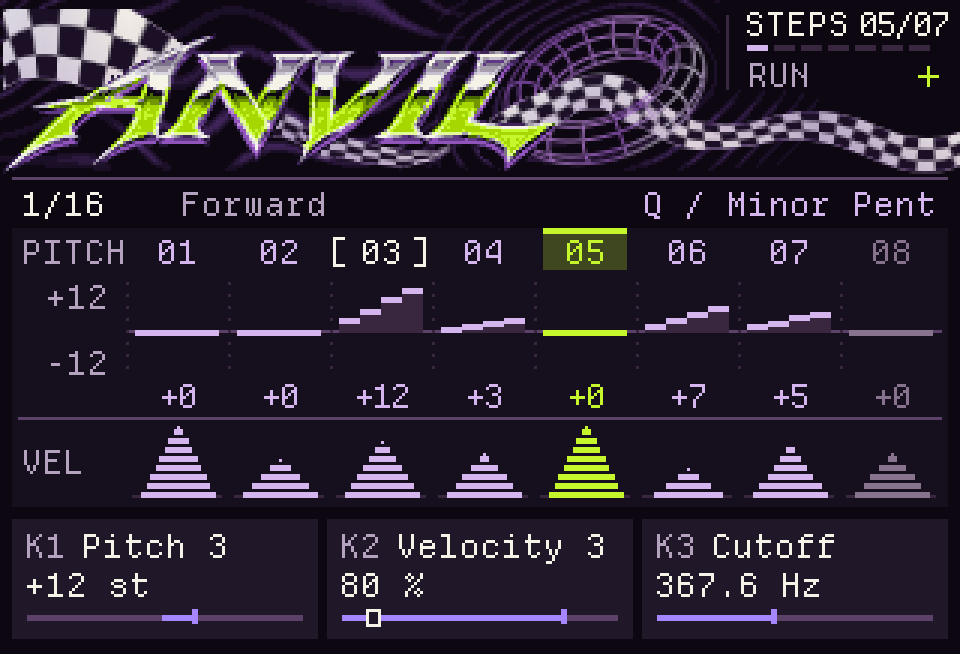 ANVIL
STEPS 05/07
RUN +
1/16 Forward Q / Minor Pent
PITCH 01 02 [ 03 ] 04 05 06 07 08
+12
-12
+0 +0 +12 +3 +0 +7 +5 +0
VEL
K1 Pitch 3
+12 st
K2 Velocity 3
80 %
K3 Cutoff
367.6 Hz